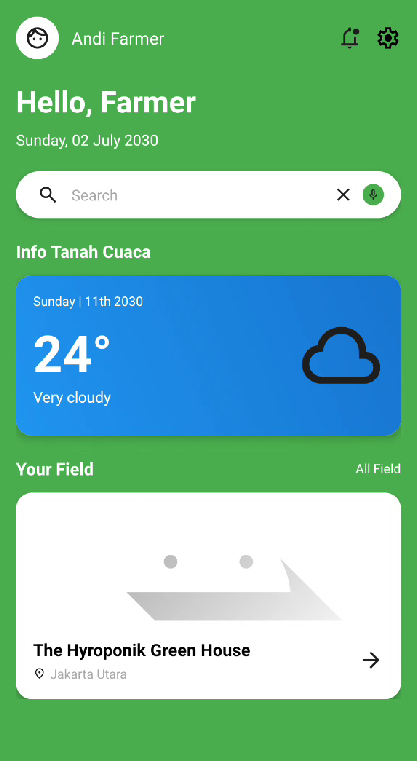 Andi Farmer
Hello, Farmer
Sunday, 02 July 2030
Search
Info Tanah Cuaca
Sunday | 11th 2030
24°
Very cloudy
Your Field
All Field
The Hyroponik Green House
Jakarta Utara